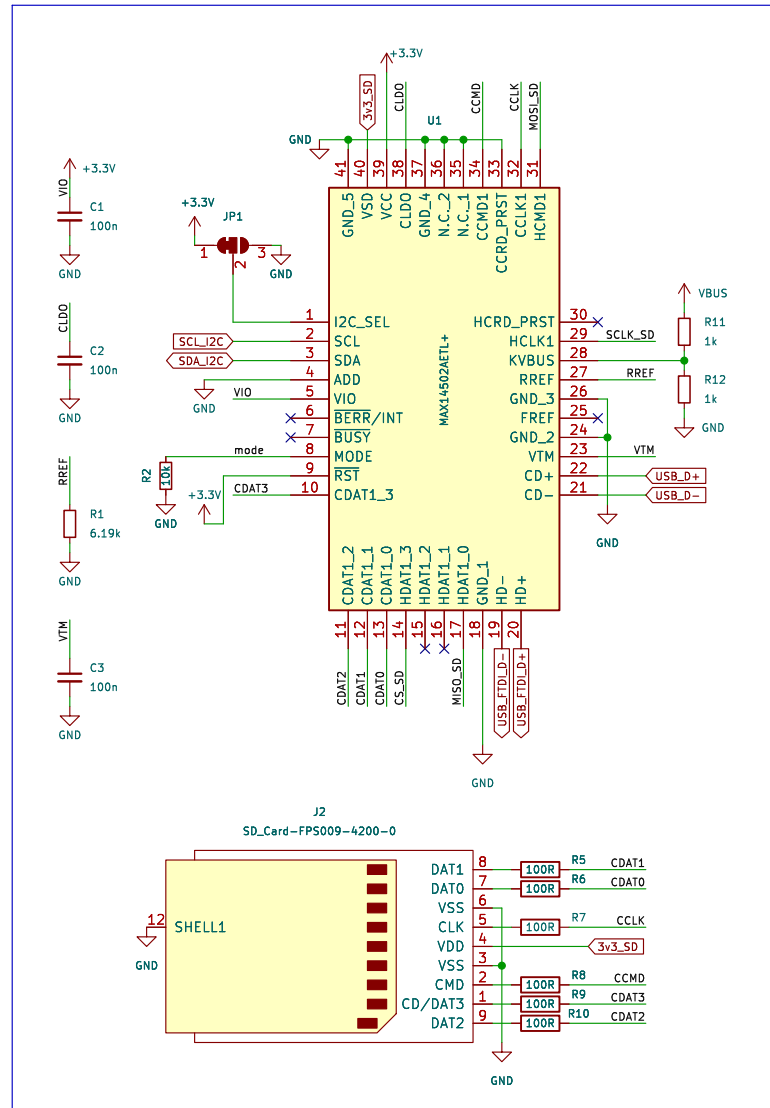 +3.3V
3v3_SD
CLDO
CCMD
CCLK
MOSI_SD
U1
GND
41 40 39 38 37 36 35 34 33 32 31
GND_5 VSD VCC CLDO GND_4 N.C._2 N.C._1 CCMD1 CCRD_PRST CCLK1 HCMD1
+3.3V
VIO
C1
100n
GND
+3.3V
JP1
1 2 3
GND
CLDO
C2
100n
GND
RREF
R1
6.19k
GND
VTM
C3
100n
GND
1 I2C_SEL
SCL_I2C 2 SCL
SDA_I2C 3 SDA
GND 4 ADD
VIO 5 VIO
6 BERR/INT
7 BUSY
mode 8 MODE
R2 10k
GND
+3.3V 9 RST
CDAT3 10 CDAT1_3
MAX14502AETL+
HCRD_PRST 30
HCLK1 29 SCLK_SD
KVBUS 28
RREF 27 RREF
GND_3 26
FREF 25
GND_2 24
VTM 23 VTM
CD+ 22 USB_D+
CD- 21 USB_D-
GND
VBUS
R11
1k
R12
1k
GND
CDAT1_2 CDAT1_1 CDAT1_0 HDAT1_3 HDAT1_2 HDAT1_1 HDAT1_0 GND_1 HD- HD+
11 12 13 14 15 16 17 18 19 20
CDAT2 CDAT1 CDAT0 CS_SD MISO_SD USB_FTDI_D- USB_FTDI_D+
GND
J2
SD_Card-FPS009-4200-0
12 SHELL1
GND
DAT1 8 100R R5 CDAT1
DAT0 7 100R R6 CDAT0
VSS 6
CLK 5 100R R7 CCLK
VDD 4 3v3_SD
VSS 3
CMD 2 100R R8 CCMD
CD/DAT3 1 100R R9 CDAT3
DAT2 9 100R R10 CDAT2
GND